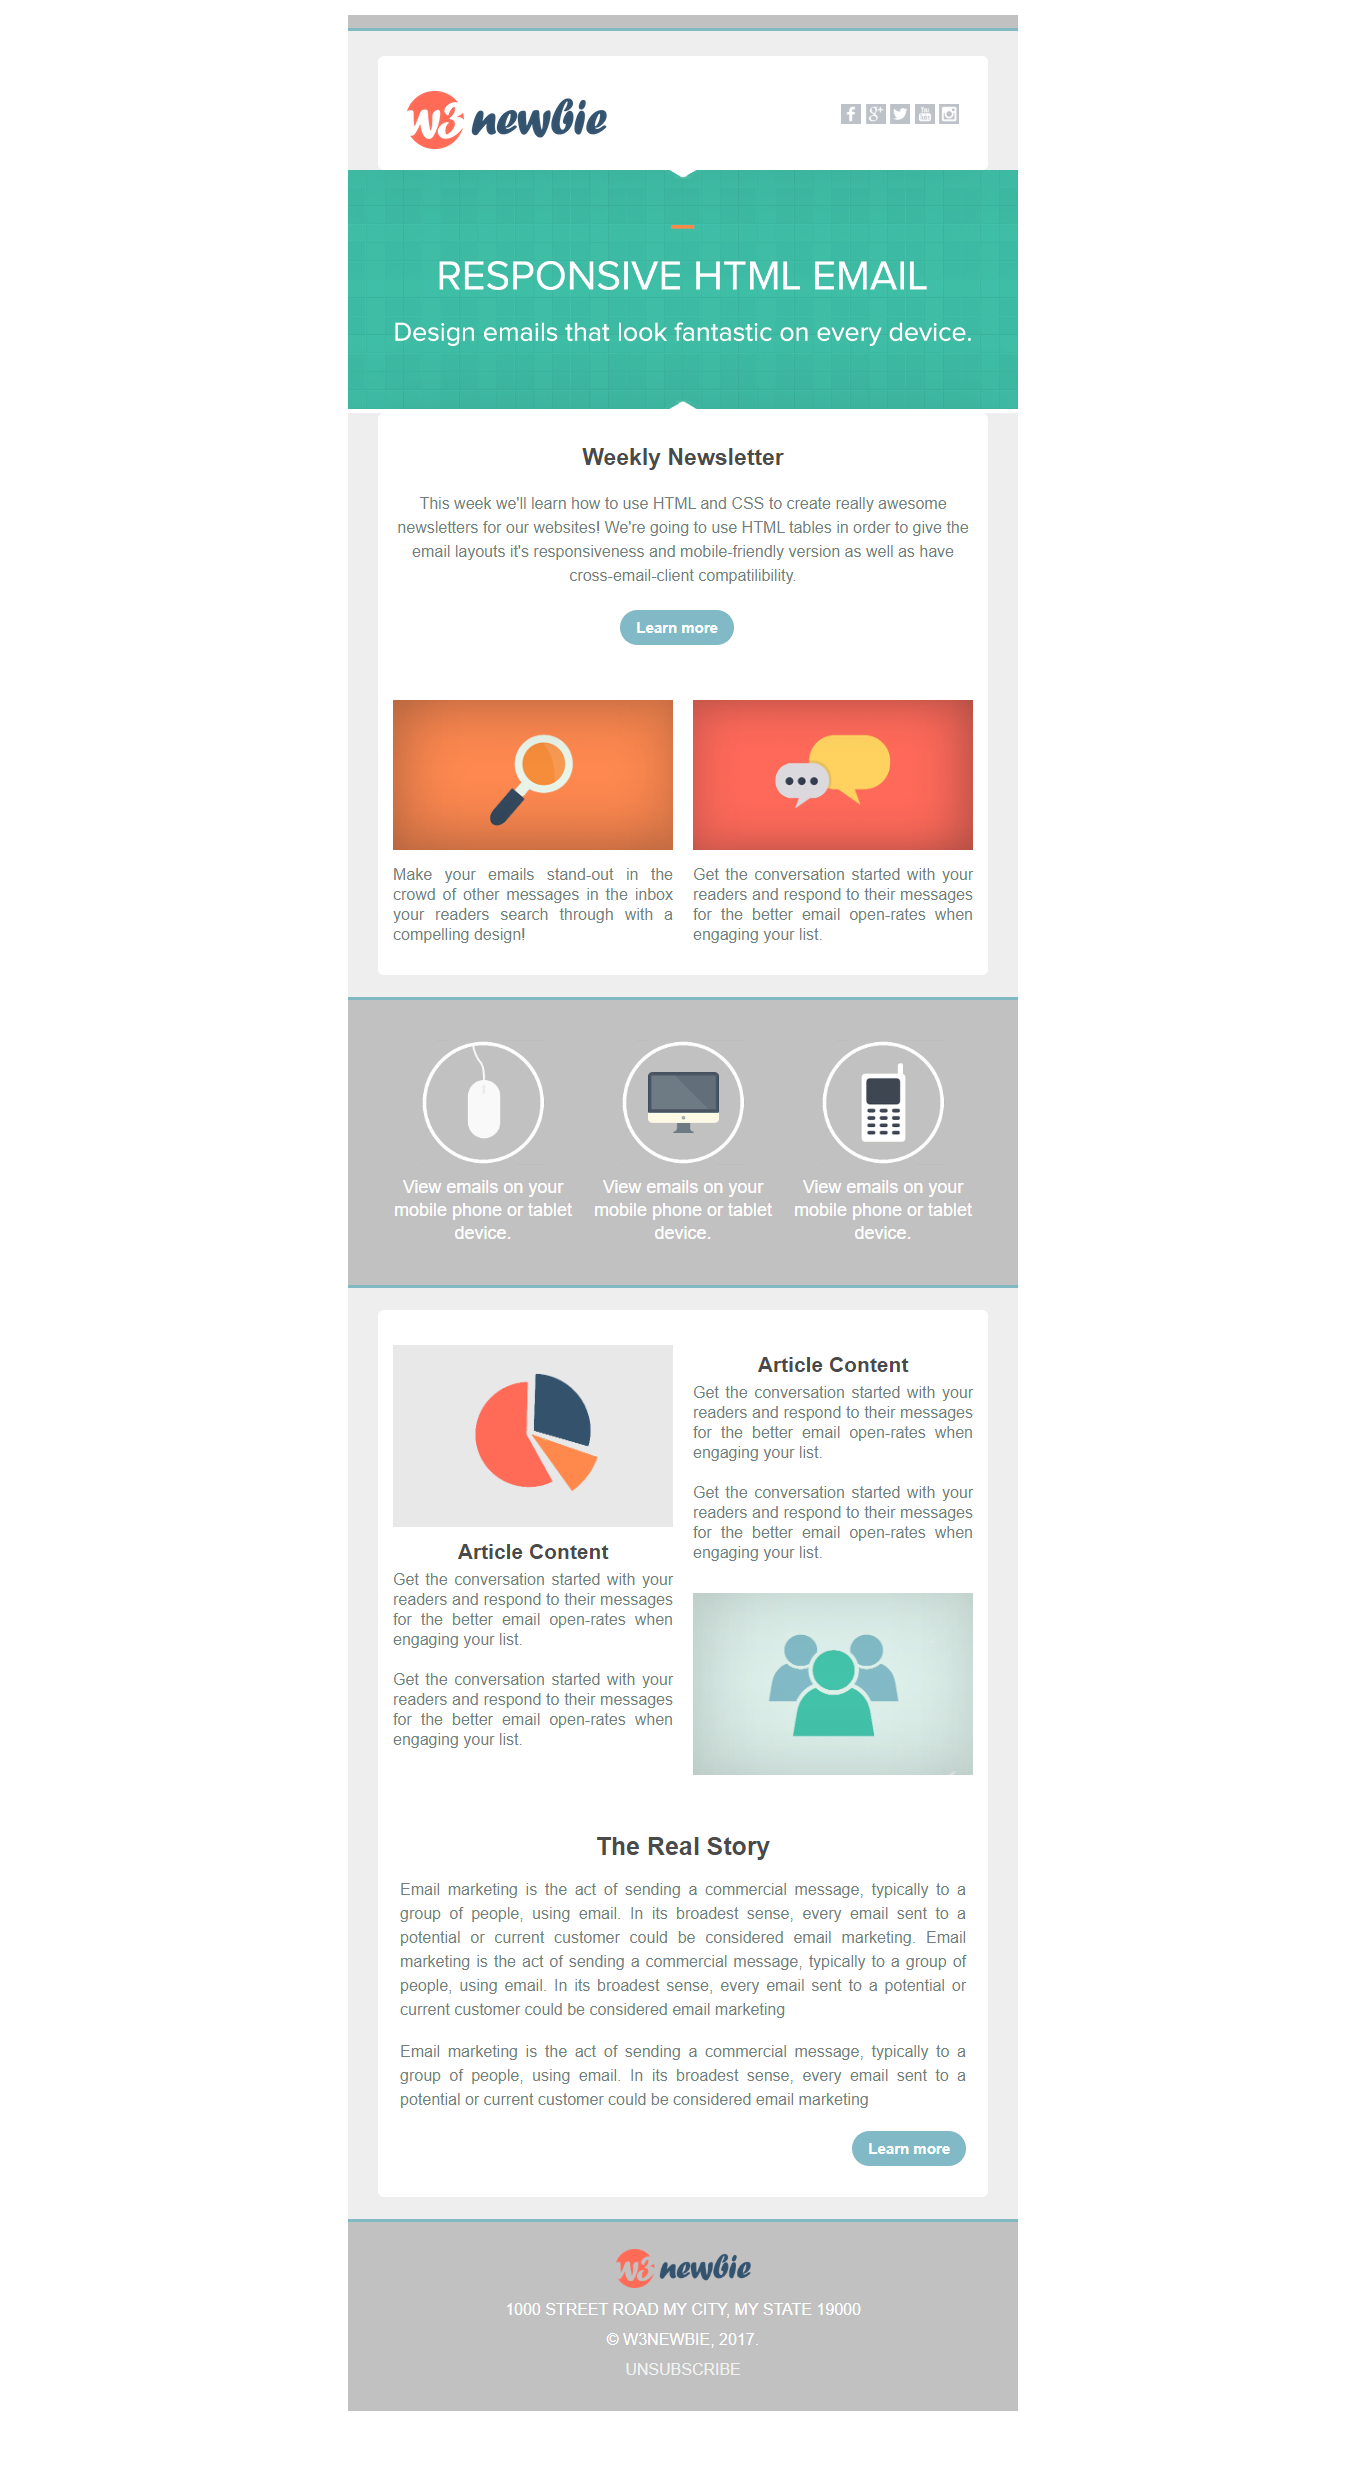 W3 newbie
f g+ You Tube
RESPONSIVE HTML EMAIL
Design emails that look fantastic on every device.
Weekly Newsletter
This week we'll learn how to use HTML and CSS to create really awesome
newsletters for our websites! We're going to use HTML tables in order to give the
email layouts it's responsiveness and mobile-friendly version as well as have
cross-email-client compatilibility.
Learn more
Make your emails stand-out in the
crowd of other messages in the inbox
your readers search through with a
compelling design!
Get the conversation started with your
readers and respond to their messages
for the better email open-rates when
engaging your list.
View emails on your
mobile phone or tablet
device.
View emails on your
mobile phone or tablet
device.
View emails on your
mobile phone or tablet
device.
Article Content
Get the conversation started with your
readers and respond to their messages
for the better email open-rates when
engaging your list.
Get the conversation started with your
readers and respond to their messages
for the better email open-rates when
engaging your list.
Article Content
Get the conversation started with your
readers and respond to their messages
for the better email open-rates when
engaging your list.
Get the conversation started with your
readers and respond to their messages
for the better email open-rates when
engaging your list.
The Real Story
Email marketing is the act of sending a commercial message, typically to a
group of people, using email. In its broadest sense, every email sent to a
potential or current customer could be considered email marketing. Email
marketing is the act of sending a commercial message, typically to a group of
people, using email. In its broadest sense, every email sent to a potential or
current customer could be considered email marketing
Email marketing is the act of sending a commercial message, typically to a
group of people, using email. In its broadest sense, every email sent to a
potential or current customer could be considered email marketing
Learn more
W3 newbie
1000 STREET ROAD MY CITY, MY STATE 19000
© W3NEWBIE, 2017.
UNSUBSCRIBE